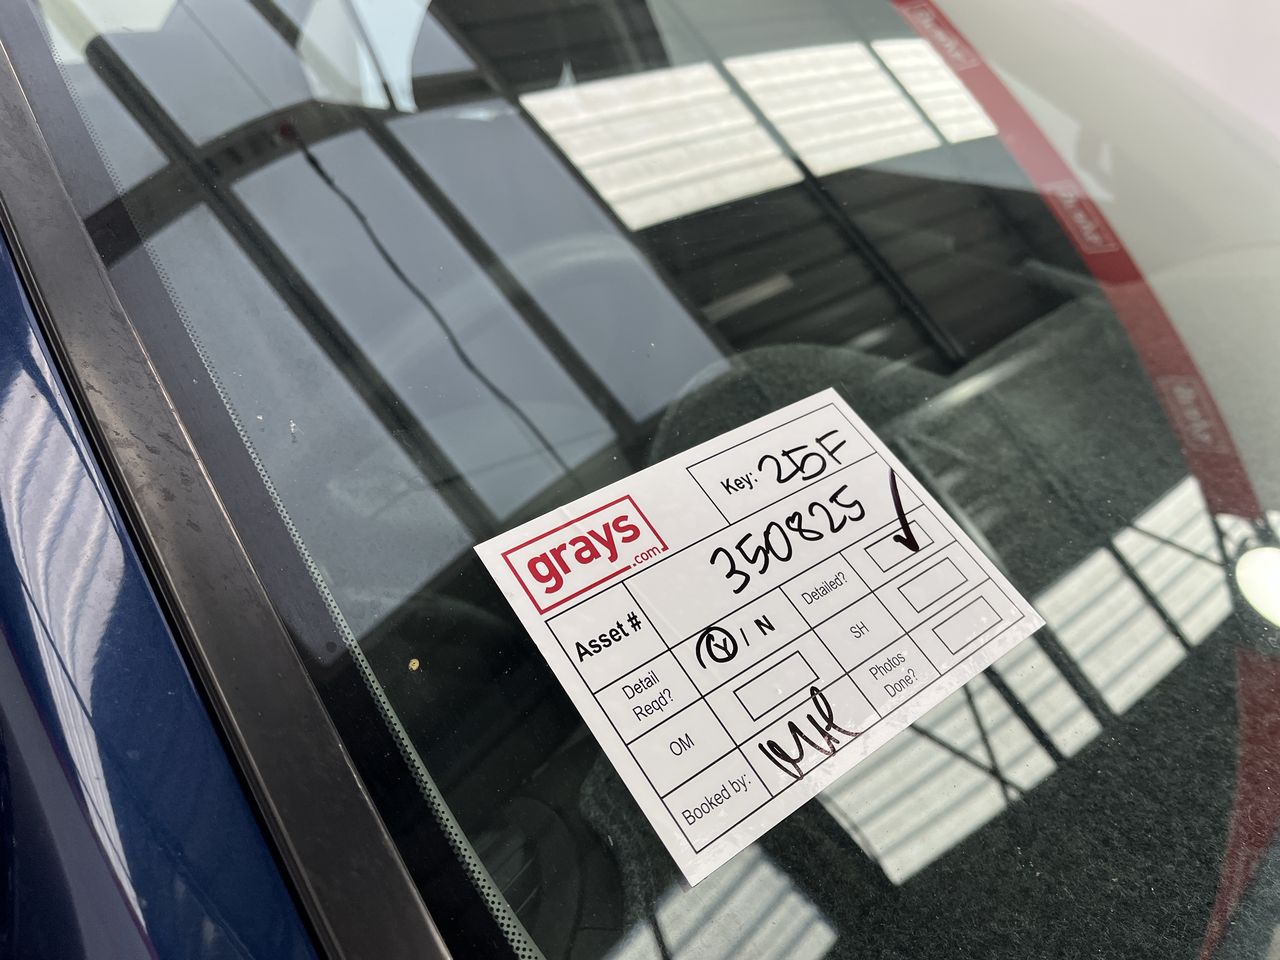 Key: 25F
grays
.com
Asset # 350825
Detail Reqd? Y / N
Detailed?
OM
SH
Booked by:
Photos Done?